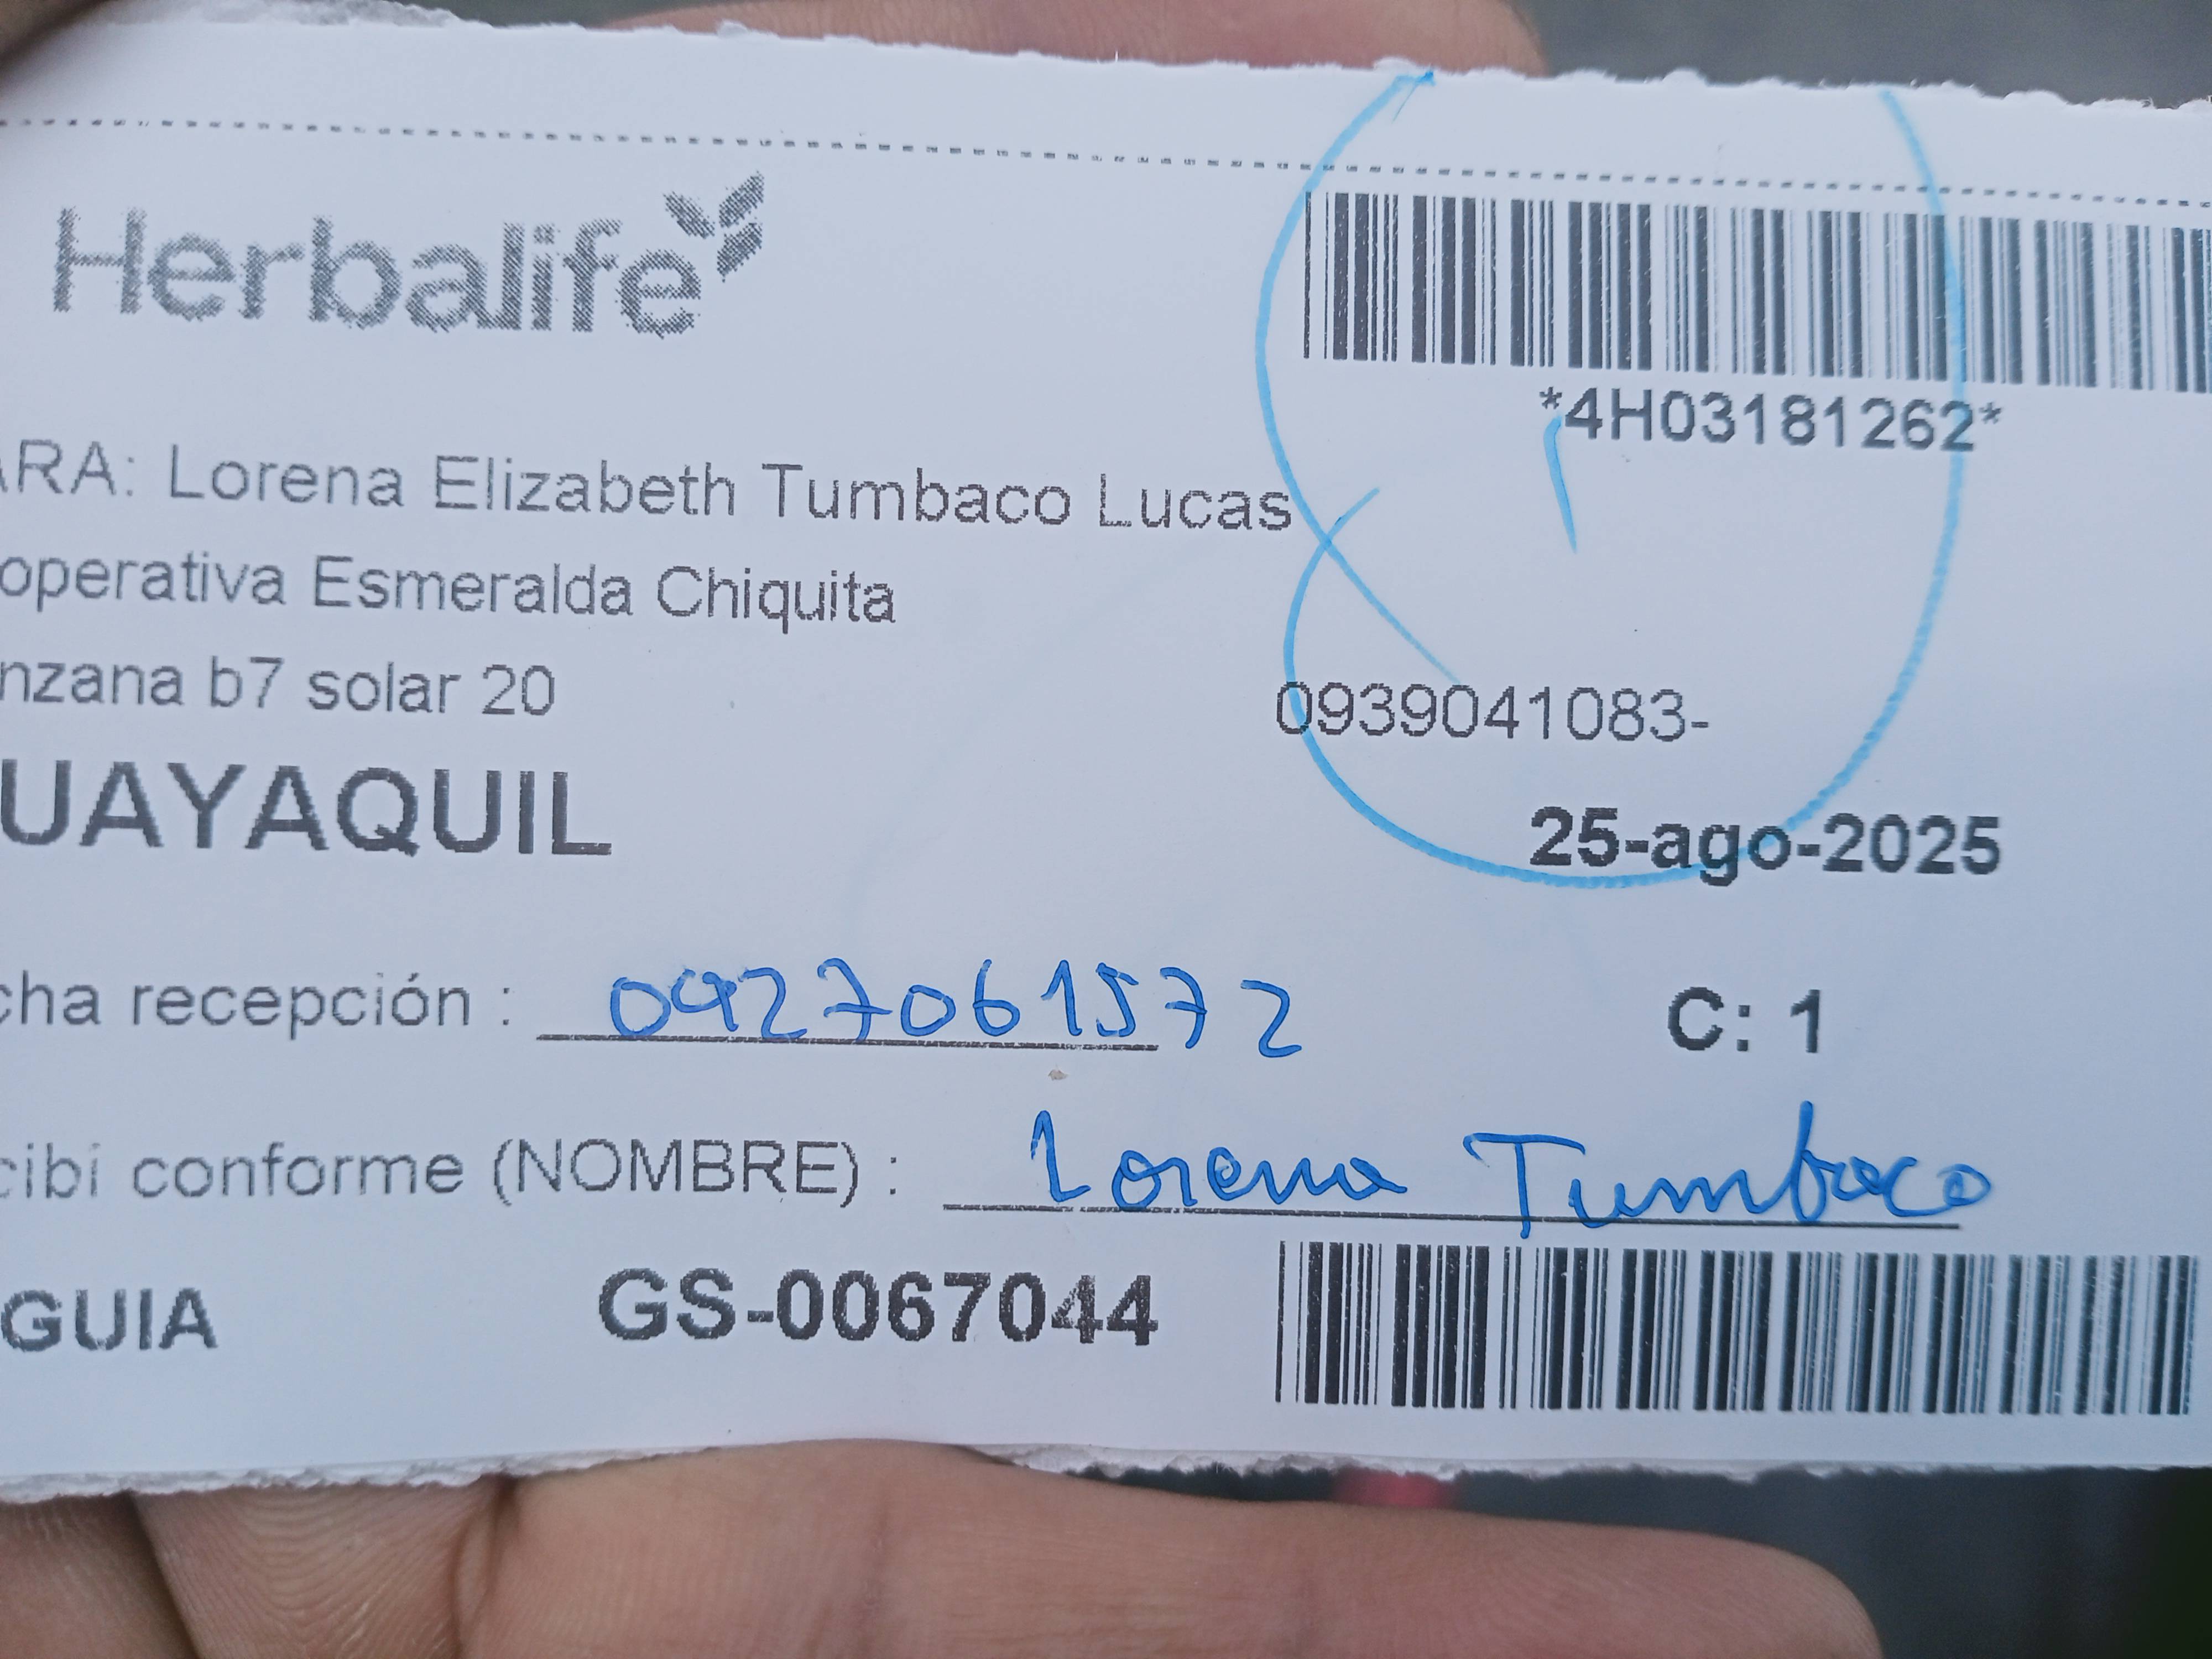 Herbalife
*4H03181262*
ARA: Lorena Elizabeth Tumbaco Lucas
operativa Esmeralda Chiquita
nzana b7 solar 20
0939041083-
UAYAQUIL
25-ago-2025
cha recepción : 0927061572
C: 1
cibí conforme (NOMBRE) : Lorena Tumbaco
GUIA GS-0067044